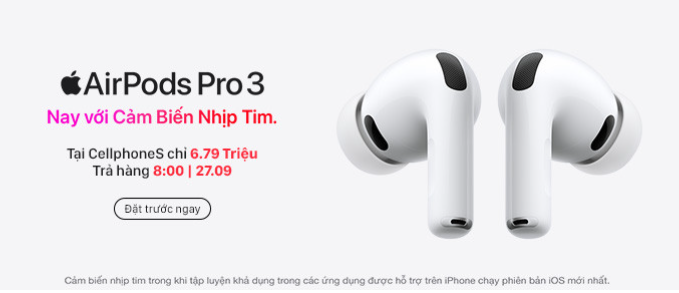 AirPods Pro 3
Nay với Cảm Biến Nhịp Tim.
Tại CellphoneS chỉ 6.79 Triệu
Trả hàng 8:00 | 27.09
Đặt trước ngay
Cảm biến nhịp tim trong khi tập luyện khả dụng trong các ứng dụng được hỗ trợ trên iPhone chạy phiên bản iOS mới nhất.